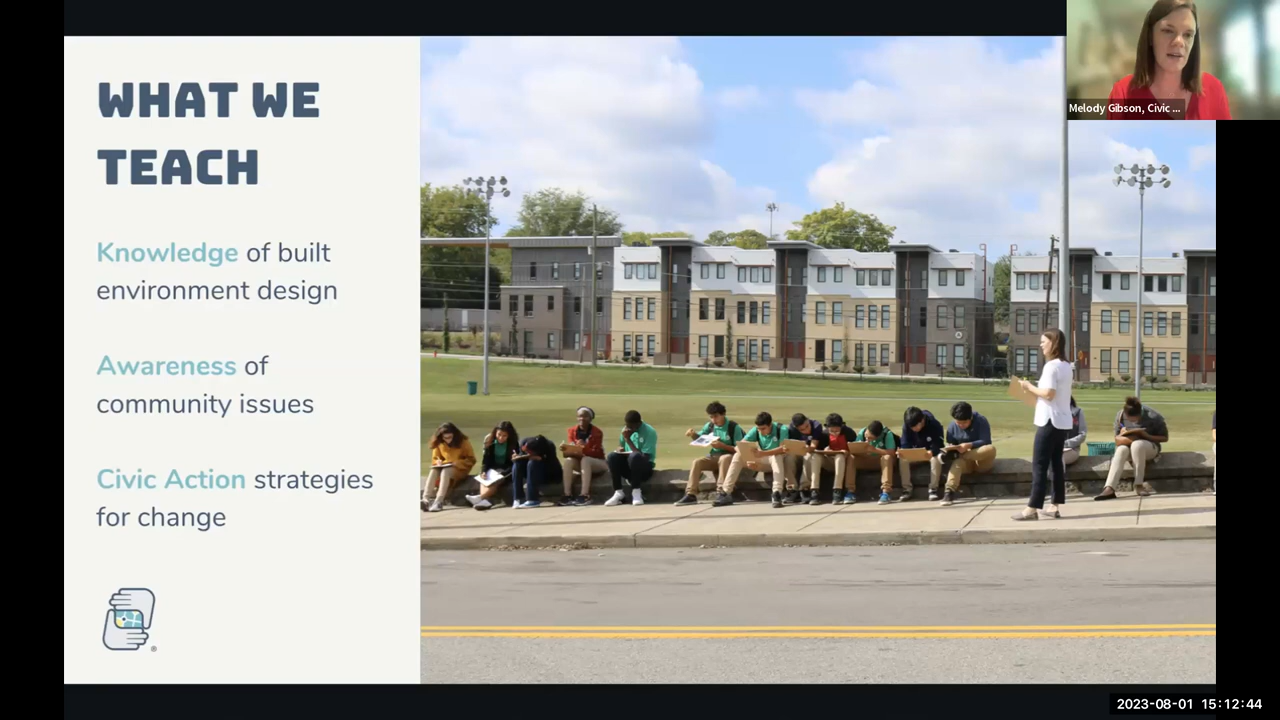 WHAT WE
TEACH
Knowledge of built
environment design
Awareness of
community issues
Civic Action strategies
for change
®
Melody Gibson, Civic ...
2023-08-01 15:12:44